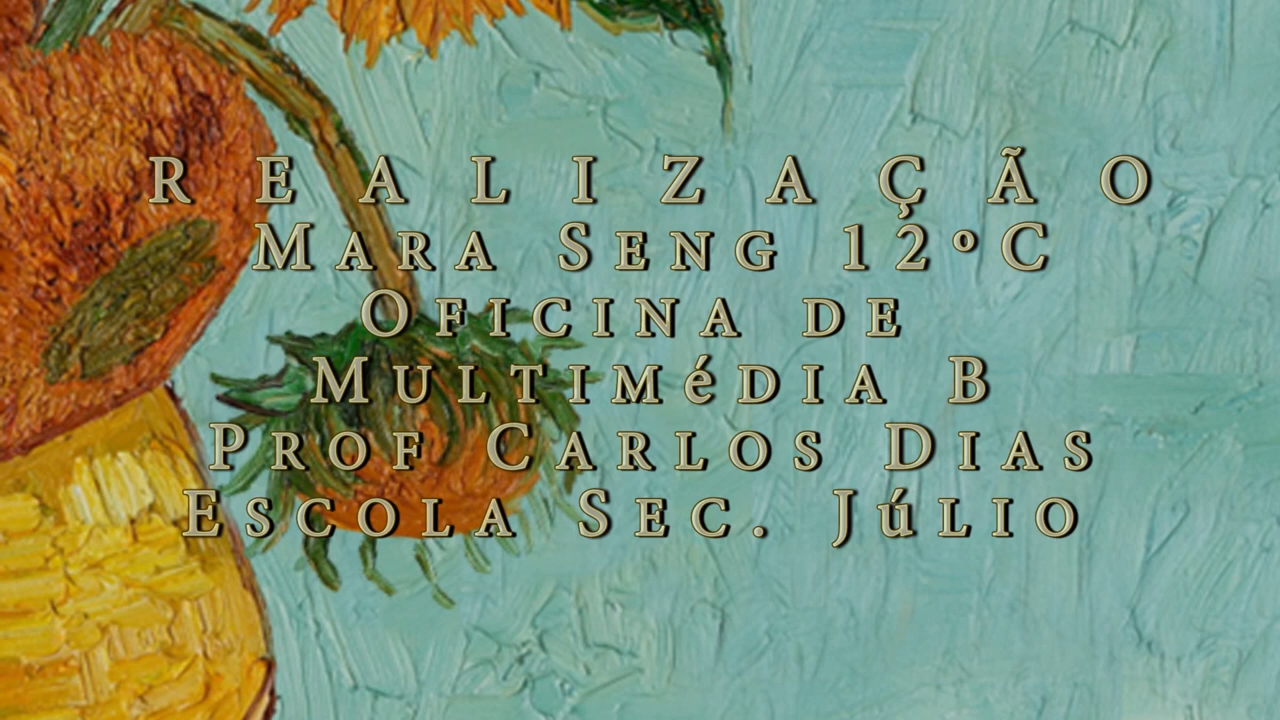 REALIZAÇÃO
MARA SENG 12ºC
OFICINA DE
MULTIMéDIA B
PROF CARLOS DIAS
ESCOLA SEC. JúLIO